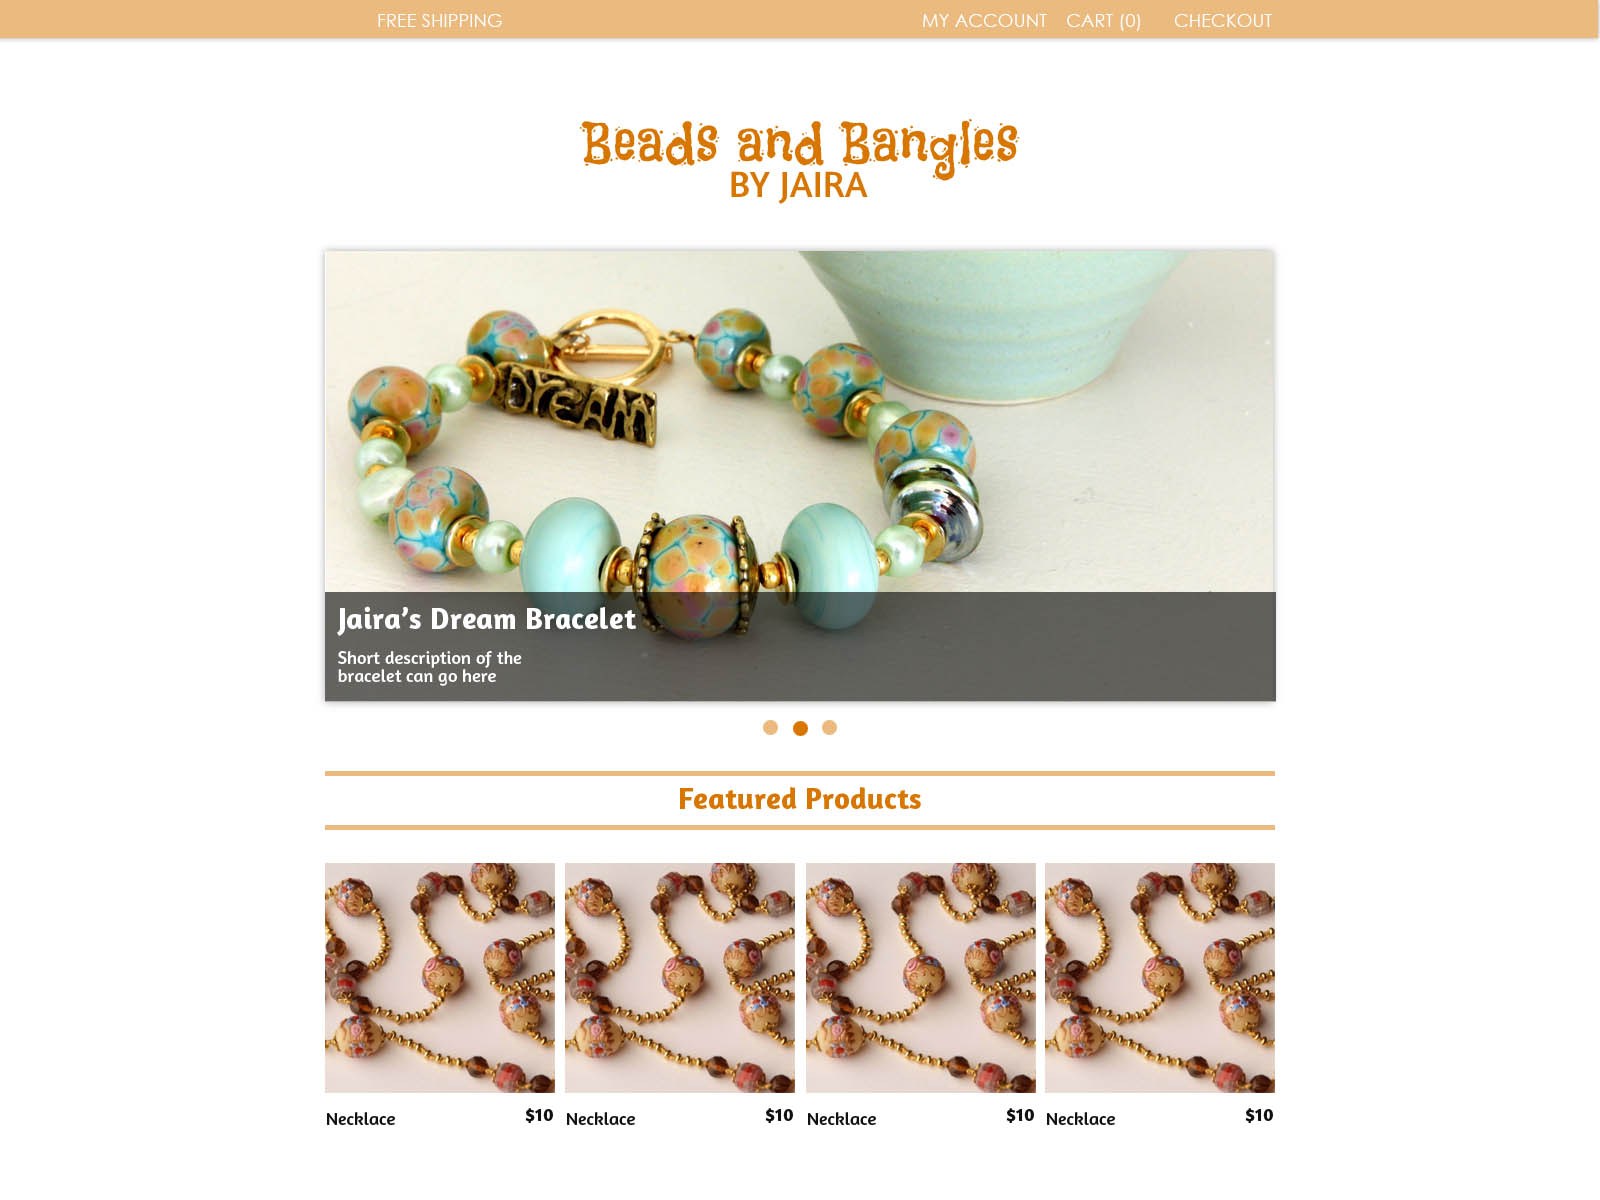 FREE SHIPPING MY ACCOUNT CART (0) CHECKOUT
Beads and Bangles
BY JAIRA
DREAM
Jaira's Dream Bracelet
Short description of the
bracelet can go here
Featured Products
Necklace $10 Necklace $10 Necklace $10 Necklace $10